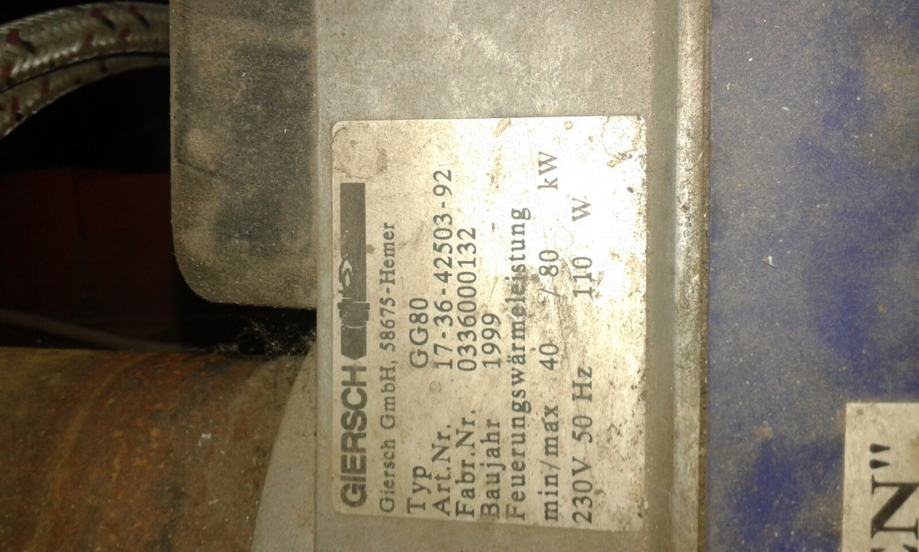 GIERSCH
Giersch GmbH, 58675-Hemer
Typ GG80
Art.Nr. 17-36-42503-92
Fabr.Nr. 0336000132
Baujahr 1999
Feuerungswärmeleistung
min/max 40 / 80 kW
230V 50 Hz 110 W
EN"